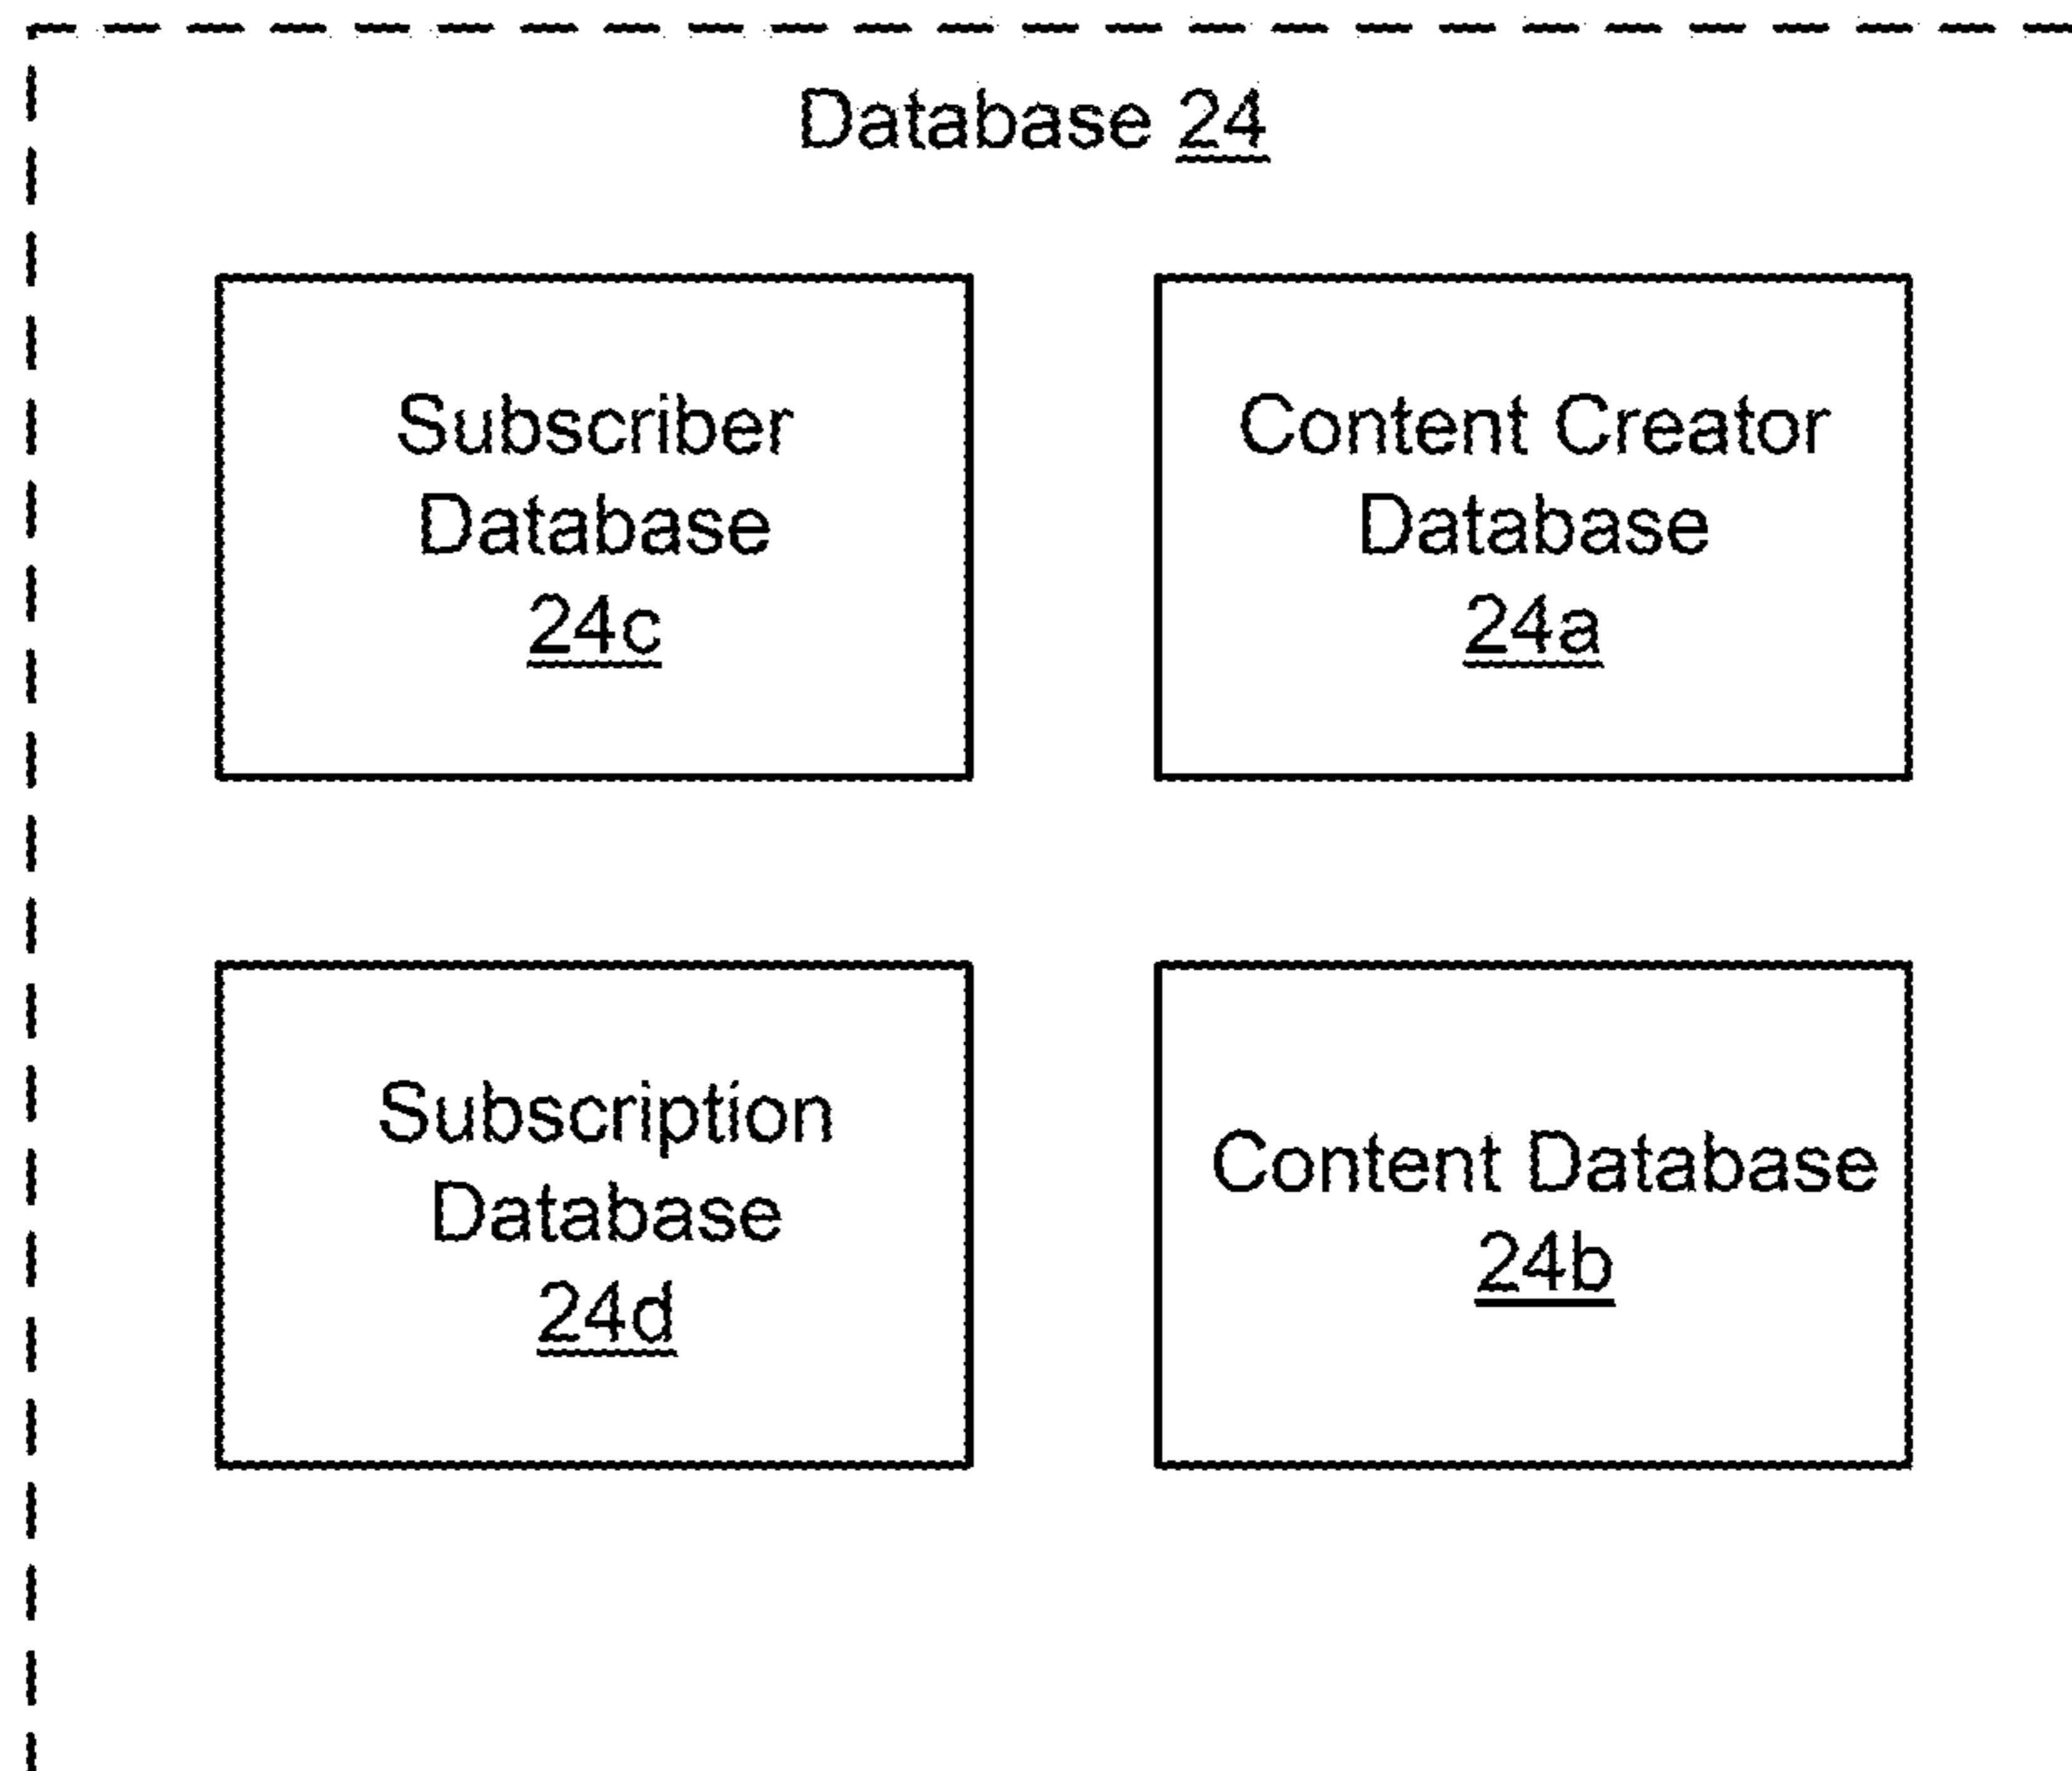 Database 24
Subscriber
Database
24c
Content Creator
Database
24a
Subscription
Database
24d
Content Database
24b